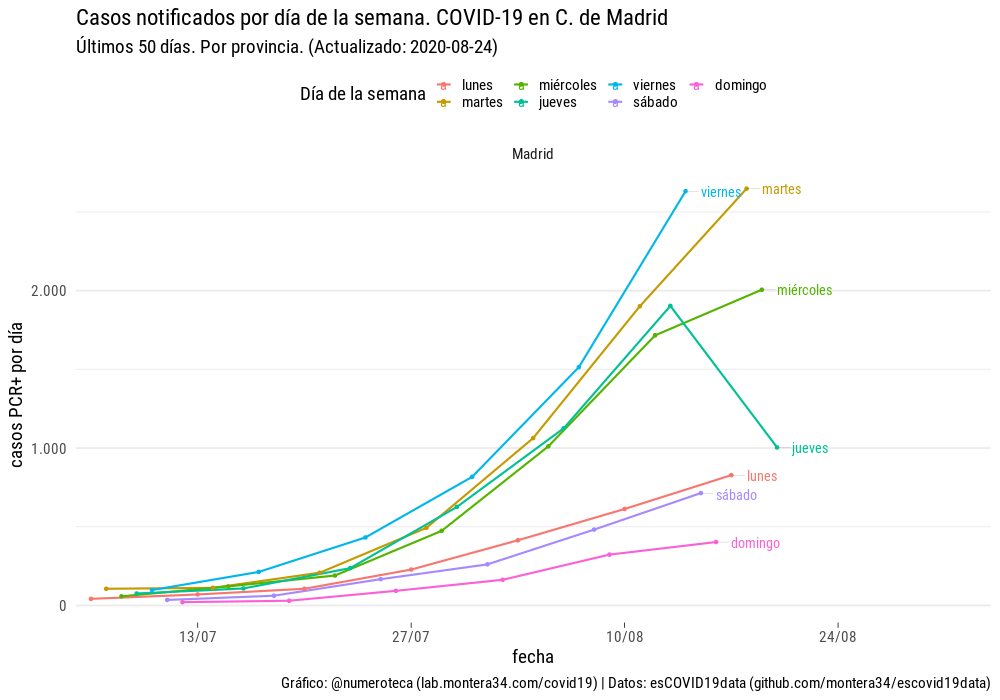 Casos notificados por día de la semana. COVID-19 en C. de Madrid
Últimos 50 días. Por provincia. (Actualizado: 2020-08-24)
Día de la semana
lunes
martes
miércoles
jueves
viernes
sábado
domingo
Madrid
casos PCR+ por día
2.000
1.000
0
viernes
martes
miércoles
jueves
lunes
sábado
domingo
13/07
27/07
10/08
24/08
fecha
Gráfico: @numeroteca (lab.montera34.com/covid19) | Datos: esCOVID19data (github.com/montera34/escovid19data)